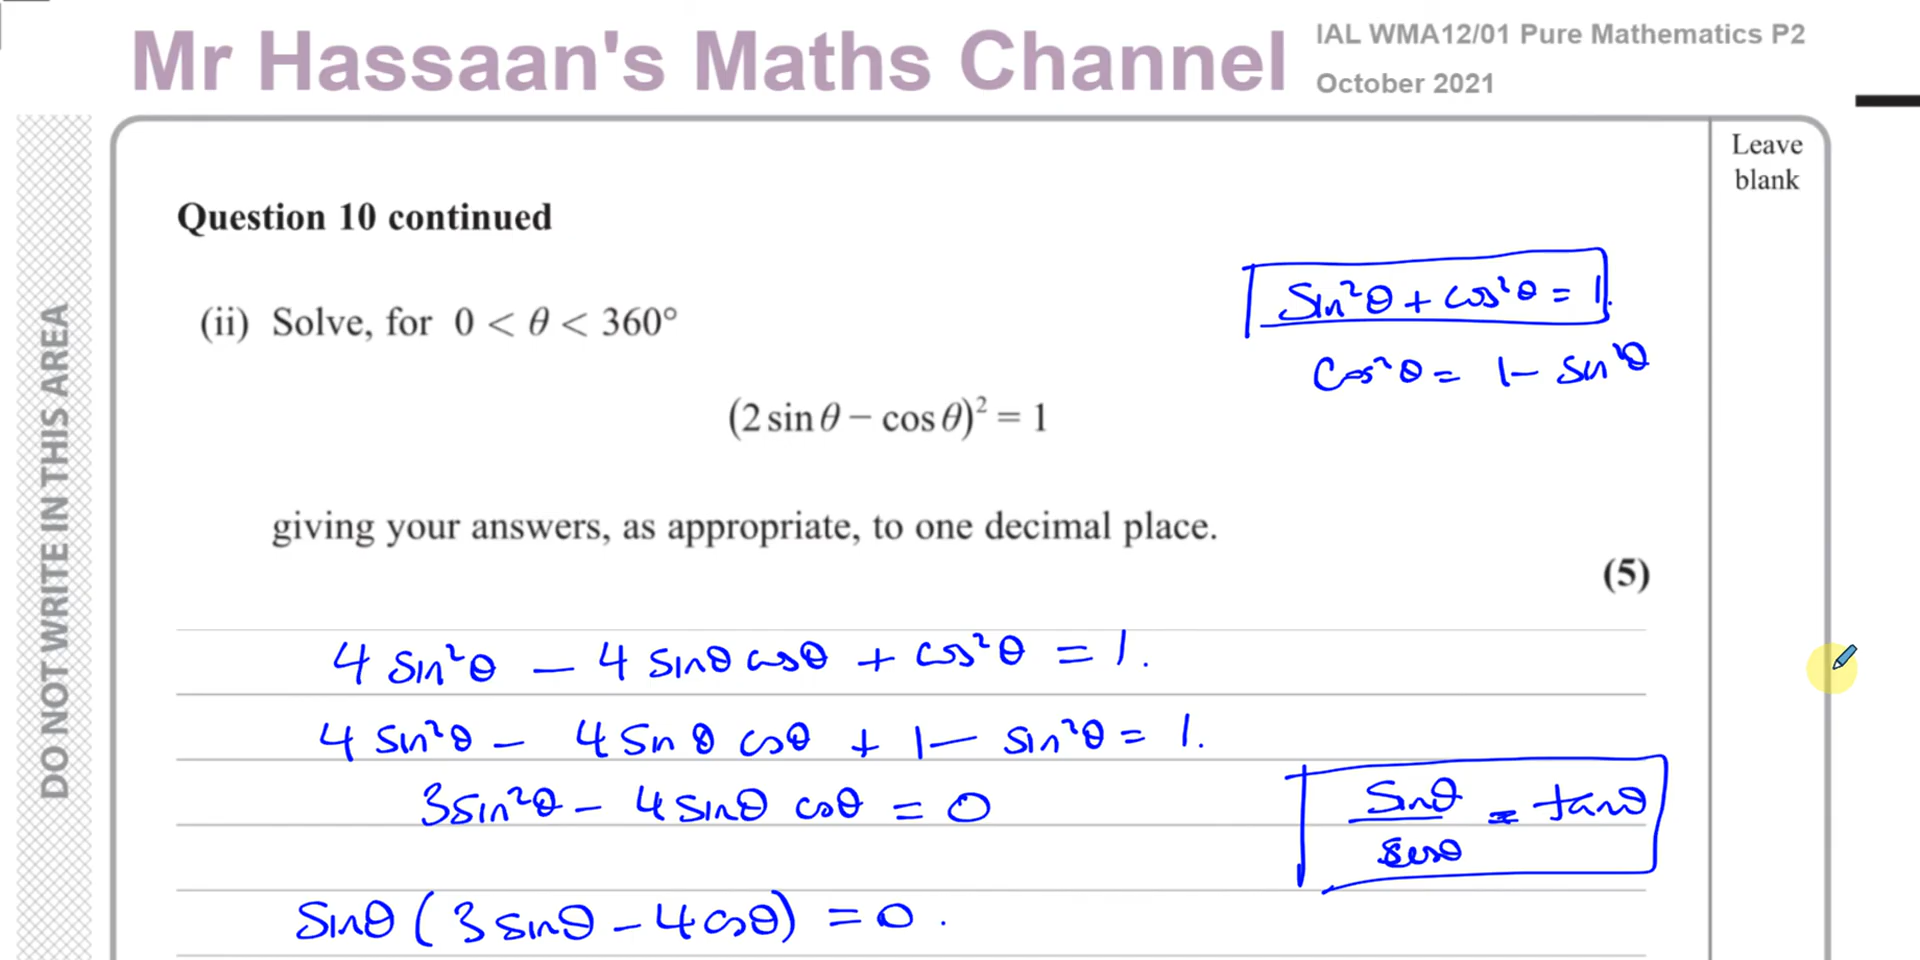 Mr Hassaan's Maths Channel
IAL WMA12/01 Pure Mathematics P2
October 2021
Leave
blank
DO NOT WRITE IN THIS AREA
Question 10 continued
(ii) Solve, for 0 < θ < 360°
Sin²θ + cos²θ = 1.
Cos²θ = 1 - sin²θ
(2 sin θ − cos θ)² = 1
giving your answers, as appropriate, to one decimal place.
(5)
4 sin²θ - 4 sinθ cosθ + cos²θ = 1.
4 sin²θ - 4 sin θ cosθ + 1 - sin²θ = 1.
3sin²θ - 4 sinθ cosθ = 0
sinθ/cosθ = tanθ
Sinθ (3 sinθ - 4 cosθ) = 0.